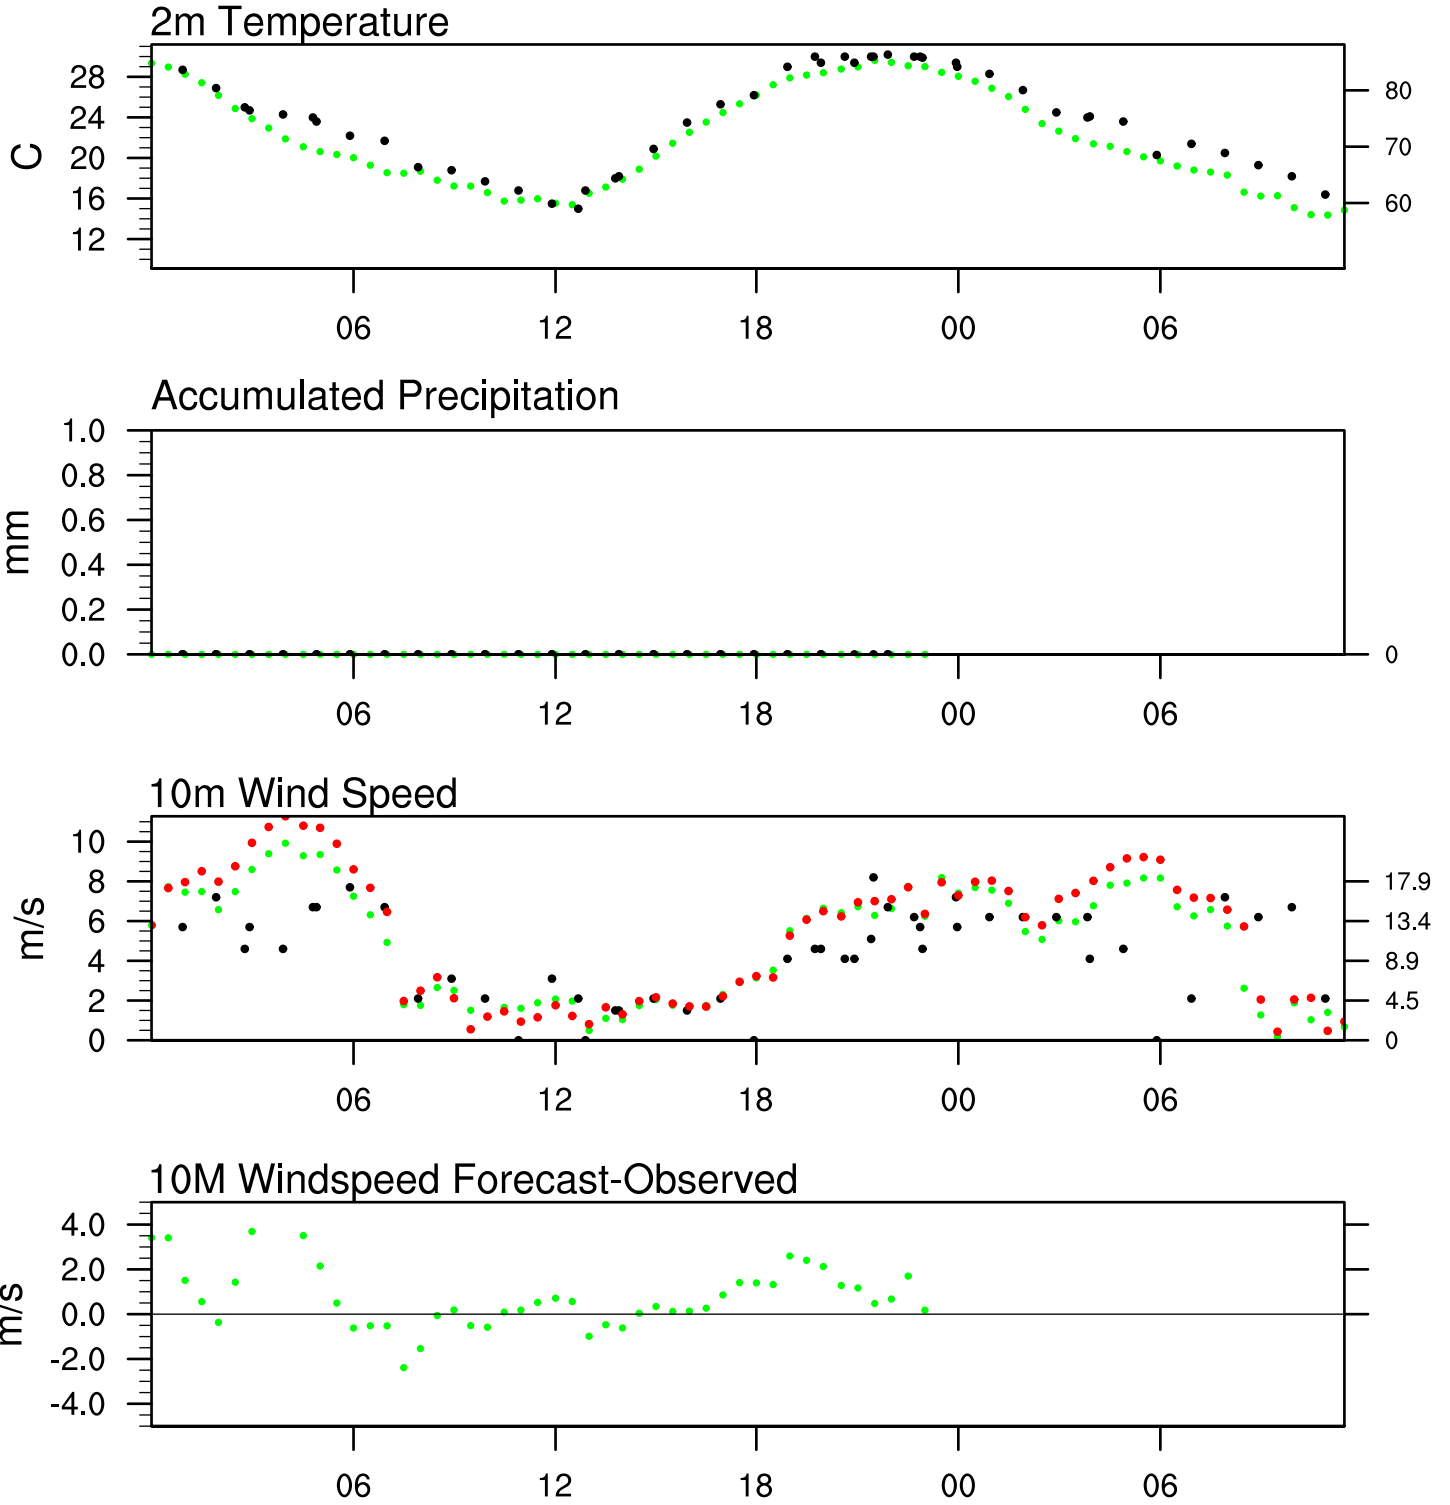 2m Temperature
28
24
20
16
12
C
80
70
60
06 12 18 00 06
Accumulated Precipitation
1.0
0.8
0.6
0.4
0.2
0.0
mm
0
06 12 18 00 06
10m Wind Speed
10
8
6
4
2
0
m/s
17.9
13.4
8.9
4.5
0
06 12 18 00 06
10M Windspeed Forecast-Observed
4.0
2.0
0.0
-2.0
-4.0
m/s
06 12 18 00 06